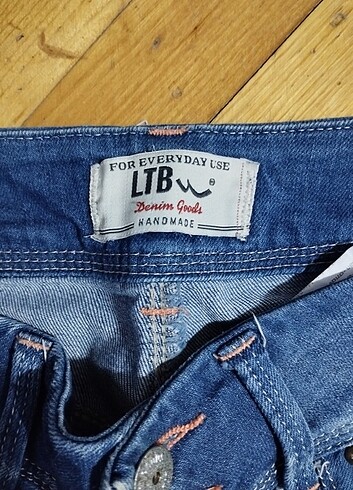 FOR EVERYDAY USE
LTB
Denim Goods
HANDMADE